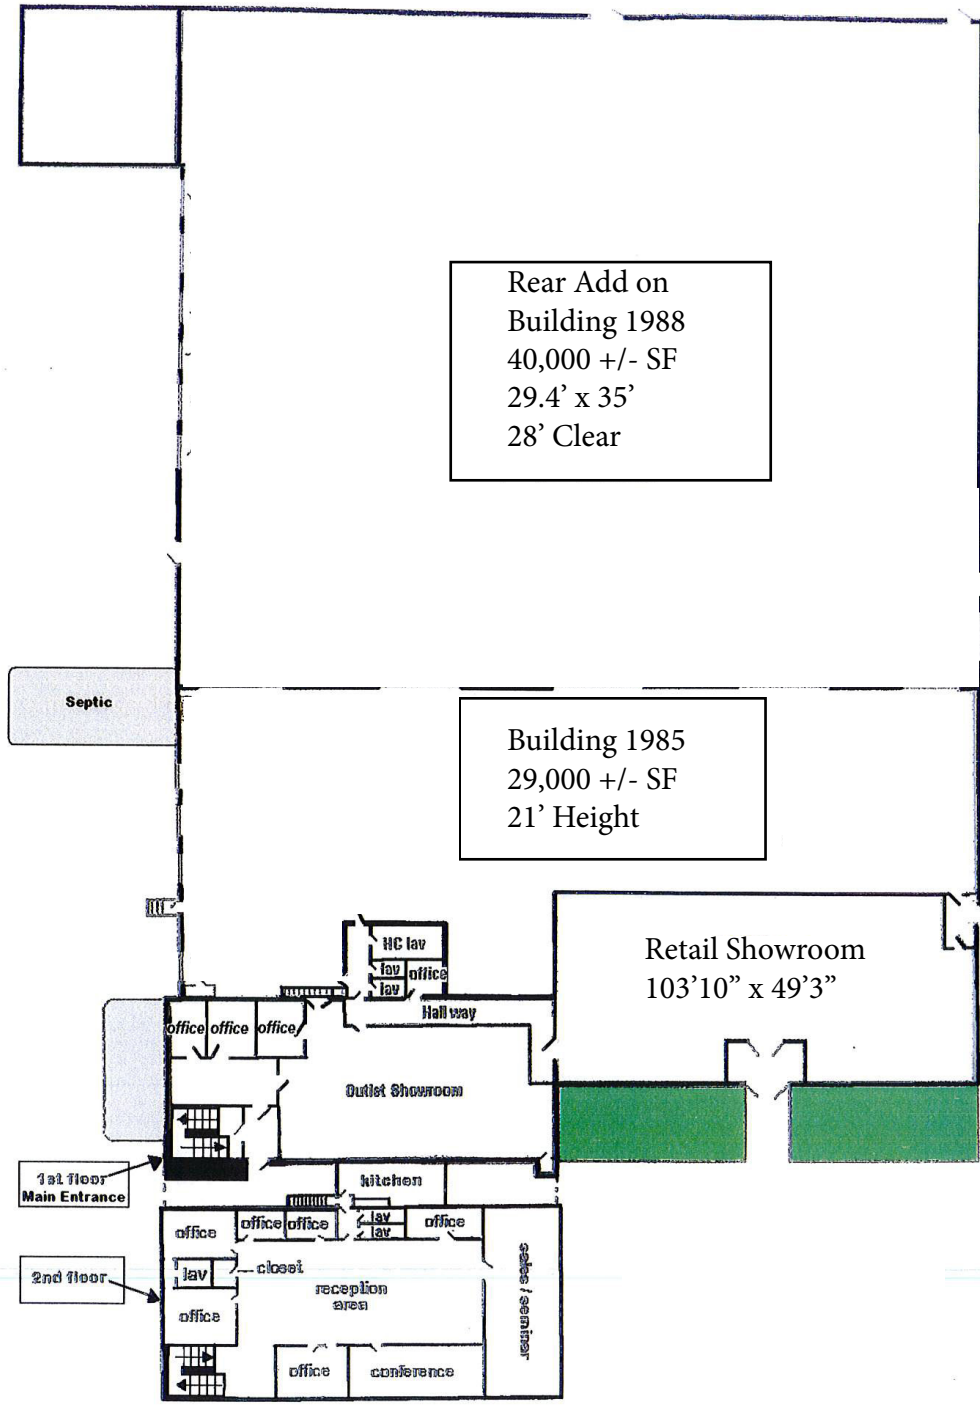 Rear Add on
Building 1988
40,000 +/- SF
29.4’ x 35’
28’ Clear
Septic
Building 1985
29,000 +/- SF
21’ Height
Retail Showroom
103’10” x 49’3”
HC lav
lav
office
lav
Hall way
office
office
office
Outlet Showroom
1st floor
Main Entrance
kitchen
office
office
office
lav
lav
office
sales / seminar
lav
closet
reception
area
2nd floor
office
office
conference